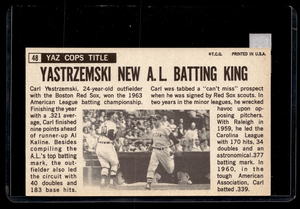 48
YAZ COPS TITLE
©T.C.G. PRINTED IN U.S.A.
YASTRZEMSKI NEW A.L. BATTING KING
Carl Yestrzemski, 24-year-old outfielder
with the Boston Red Sox, won the 1963
American League batting championship.
Finishing the year
with a .321 aver-
age, Carl finished
nine points ahead
of runner-up Al
Kaline. Besides
compiling the
A.L.'s top batting
mark, the out-
fielder also led
the circuit with
40 doubles and
183 base hits.
Carl was tabbed a "can't miss" prospect
when he was signed by Red Sox scouts. In
two years in the minor leagues, he wrecked
havoc upon op-
posing pitchers.
With Raleigh in
1959, he led the
Carolina League
with 170 hits, 34
doubles and an
astronomical .377
batting mark. In
1960, in the
tough American
Association, Carl
batted .339.